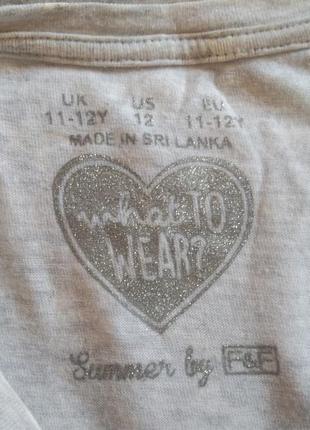 UK US EU
11-12Y 12 11-12Y
MADE IN SRI LANKA
what TO
WEAR?
Summer by F&F